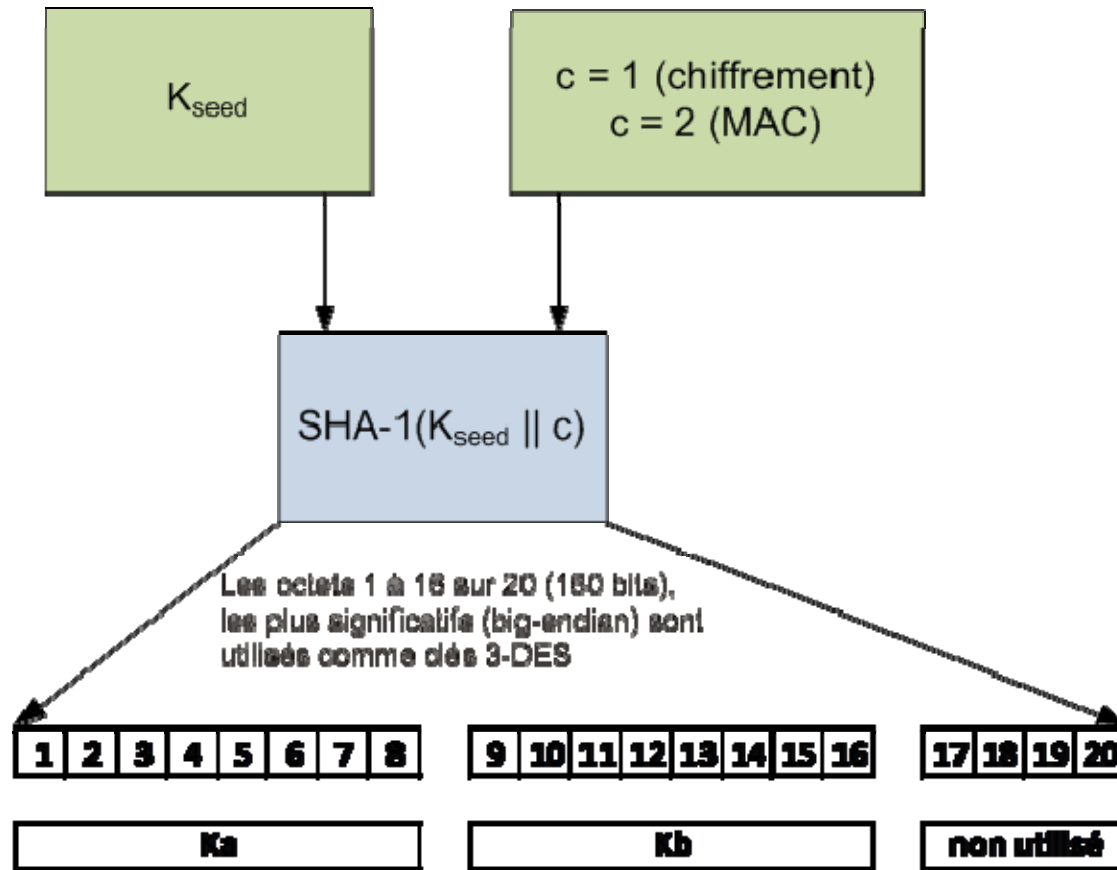 K_seed
c = 1 (chiffrement)
c = 2 (MAC)
SHA-1(K_seed || c)
Les octets 1 à 16 sur 20 (160 bits),
les plus significatifs (big-endian) sont
utilisés comme clés 3-DES
1 2 3 4 5 6 7 8 9 10 11 12 13 14 15 16 17 18 19 20
Ka Kb non utilisé